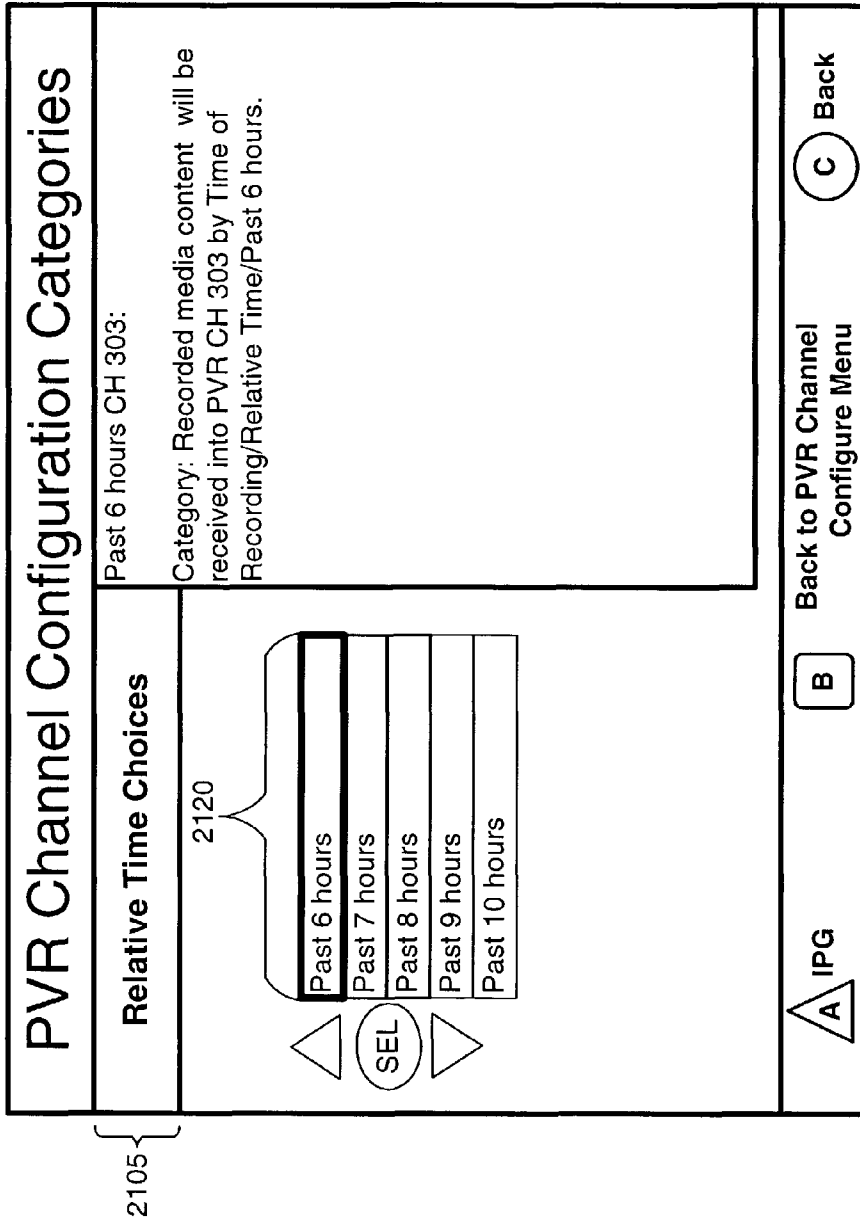 PVR Channel Configuration Categories
2105
Relative Time Choices
Past 6 hours CH 303:
Category: Recorded media content will be
received into PVR CH 303 by Time of
Recording/Relative Time/Past 6 hours.
2120
Past 6 hours
Past 7 hours
Past 8 hours
Past 9 hours
Past 10 hours
SEL
A IPG
B Back to PVR Channel
Configure Menu
C Back